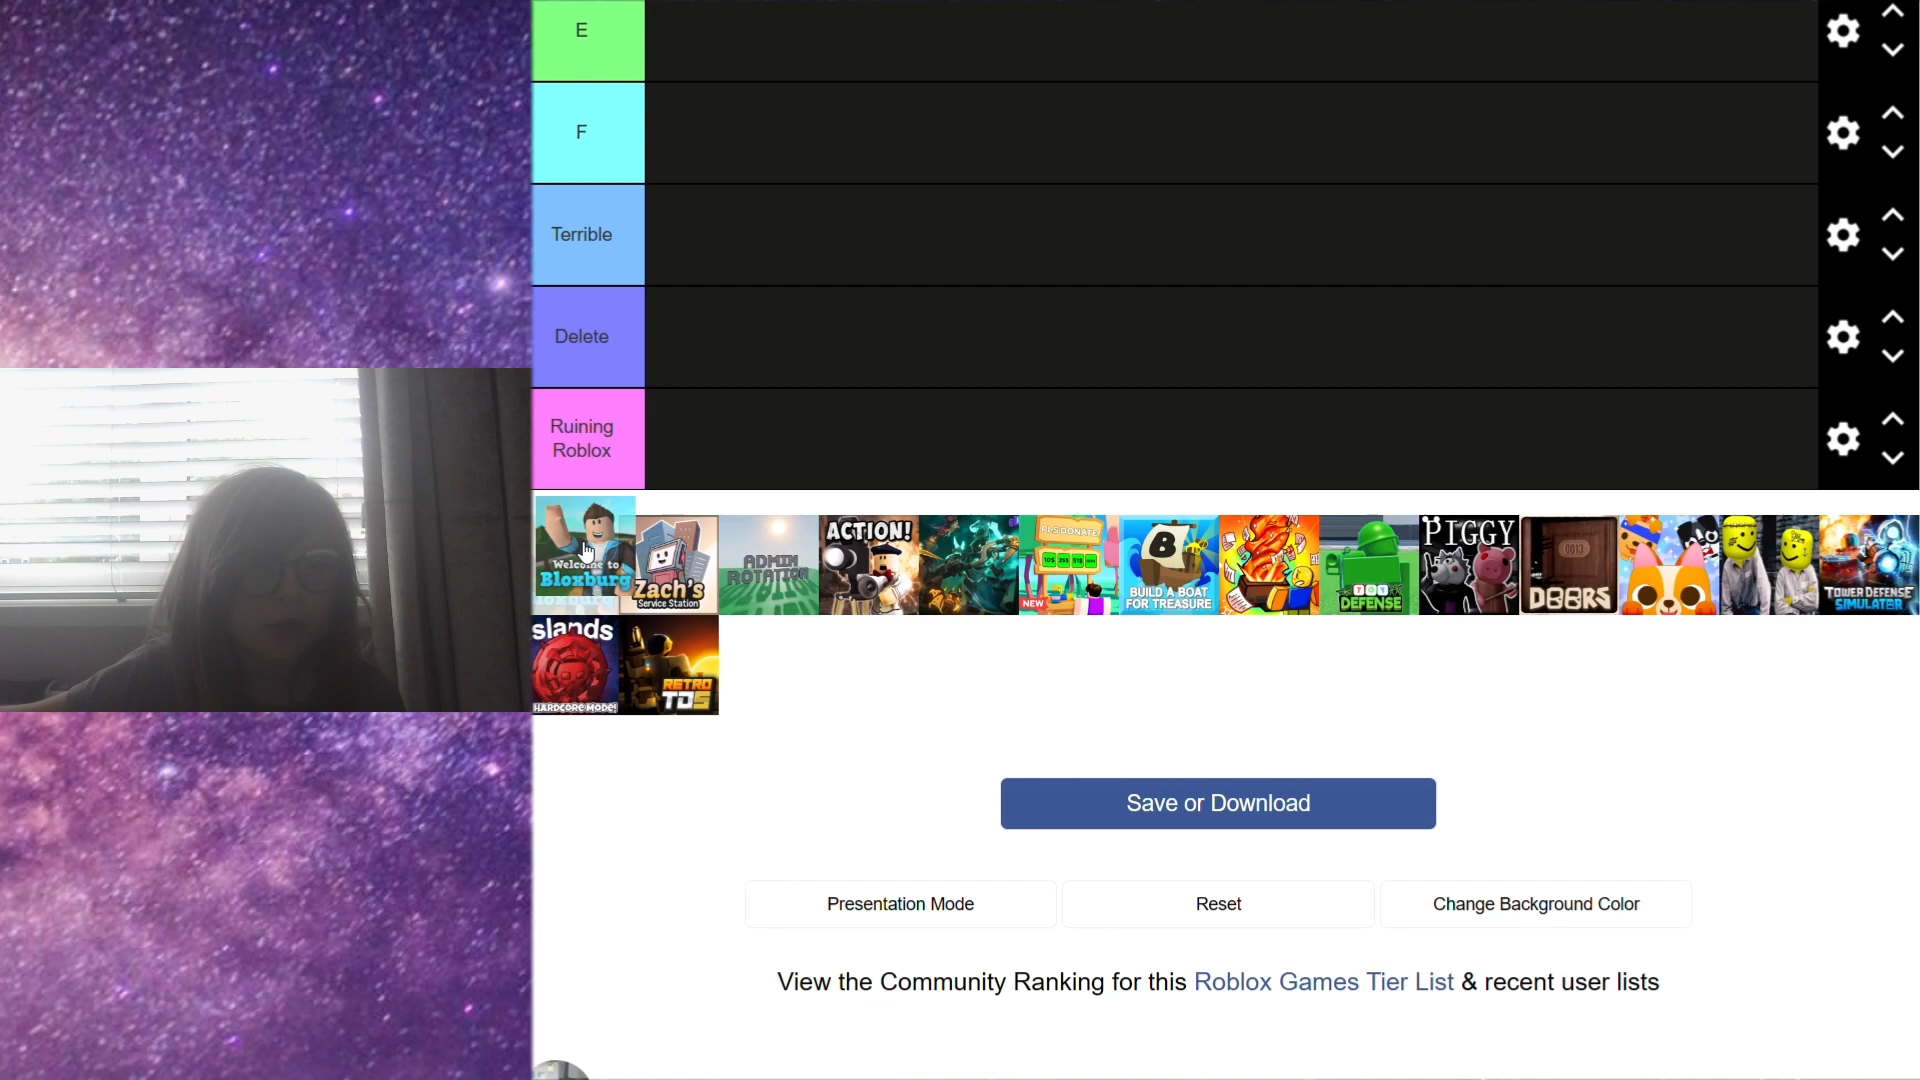 E
F
Terrible
Delete
Ruining
Roblox
Welcome to
Bloxburg
Zach's
Service Station
ADMIN
ROTATION
ACTION!
PLS DONATE
NEW
B
BUILD A BOAT
FOR TREASURE
TOY
DEFENSE
PIGGY
0013
DOORS
TOWER DEFENSE
SIMULATOR
slands
HARDCORE MODE!
RETRO
TDS
Save or Download
Presentation Mode
Reset
Change Background Color
View the Community Ranking for this Roblox Games Tier List & recent user lists